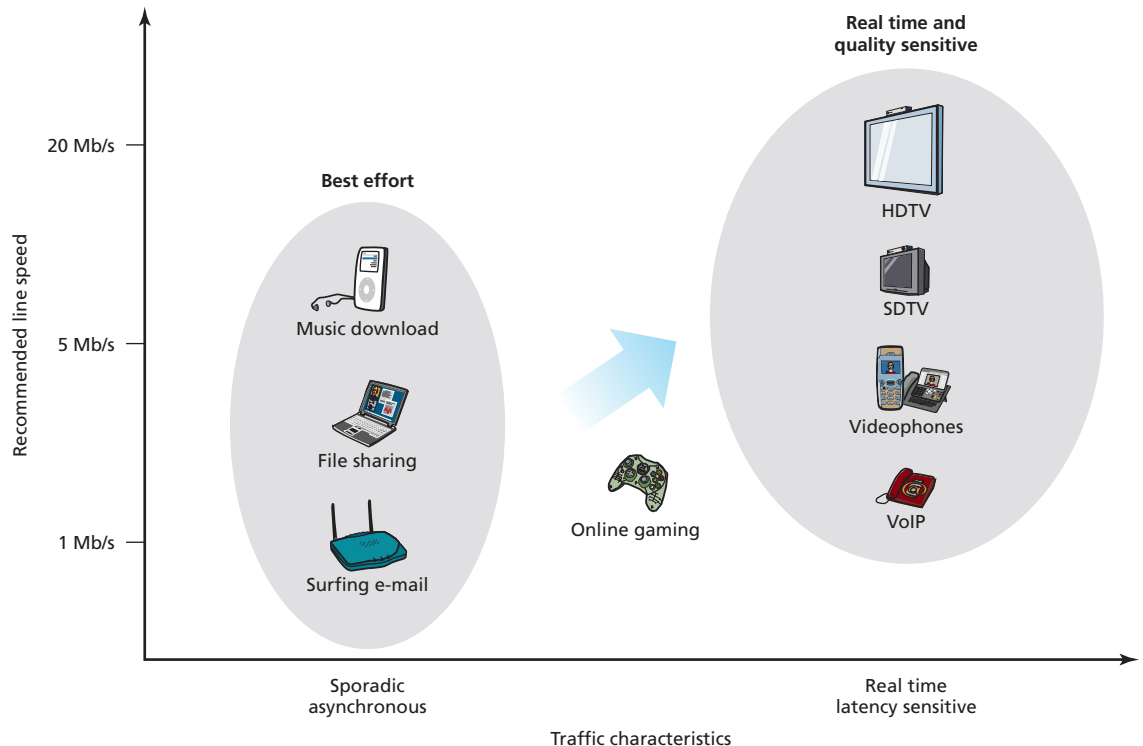 Real time and
quality sensitive
20 Mb/s
Best effort
HDTV
SDTV
Music download
5 Mb/s
Recommended line speed
Videophones
File sharing
Online gaming
VoIP
1 Mb/s
Surfing e-mail
Sporadic
asynchronous
Real time
latency sensitive
Traffic characteristics